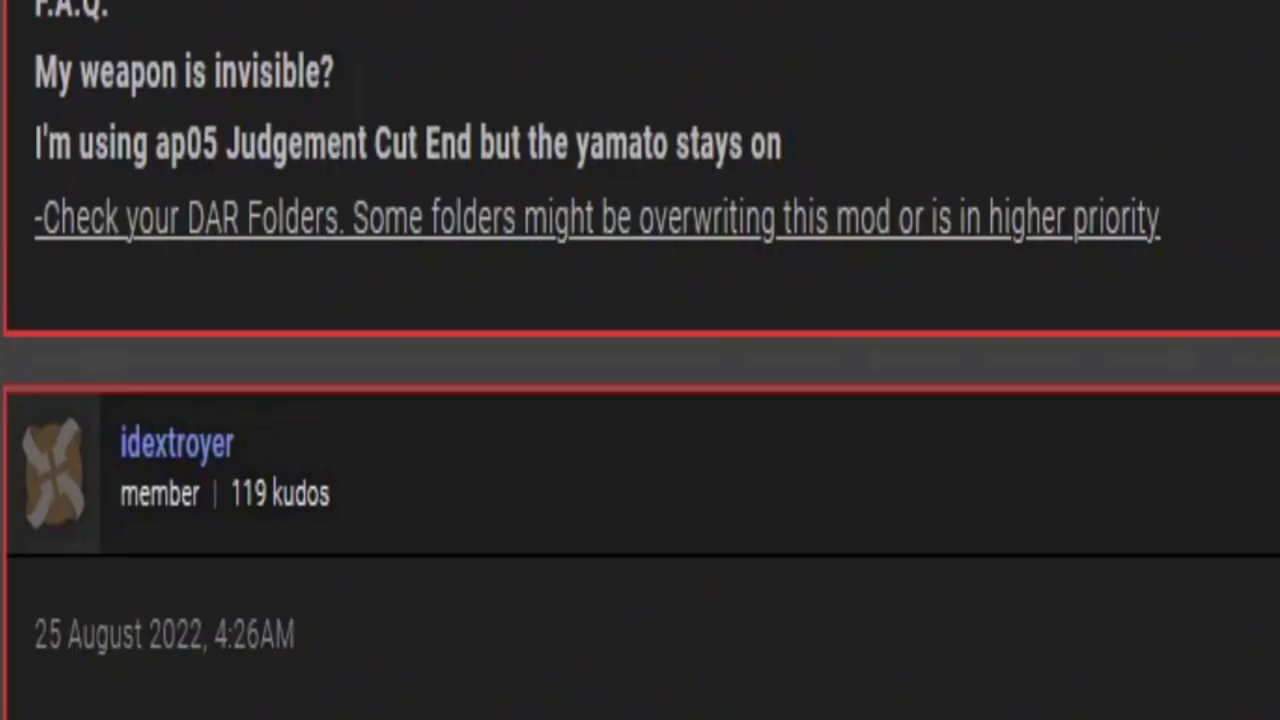 F.A.Q.
My weapon is invisible?
I'm using ap05 Judgement Cut End but the yamato stays on
-Check your DAR Folders. Some folders might be overwriting this mod or is in higher priority.
idextroyer
member | 119 kudos
25 August 2022, 4:26AM